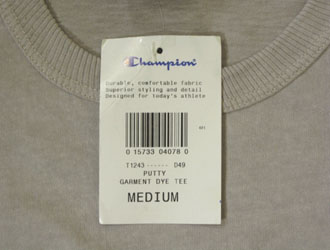 Champion
Durable, comfortable fabric
Superior styling and detail
Designed for today's athlete
0 15733 04078 0
T1243 ------ D49
PUTTY
GARMENT DYE TEE
MEDIUM